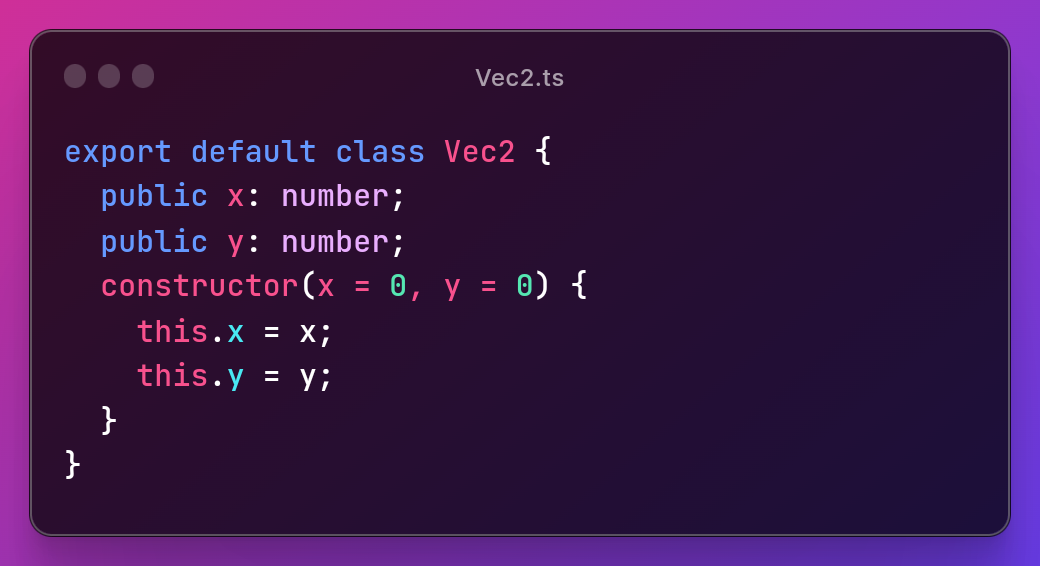 Vec2.ts
export default class Vec2 {
  public x: number;
  public y: number;
  constructor(x = 0, y = 0) {
    this.x = x;
    this.y = y;
  }
}